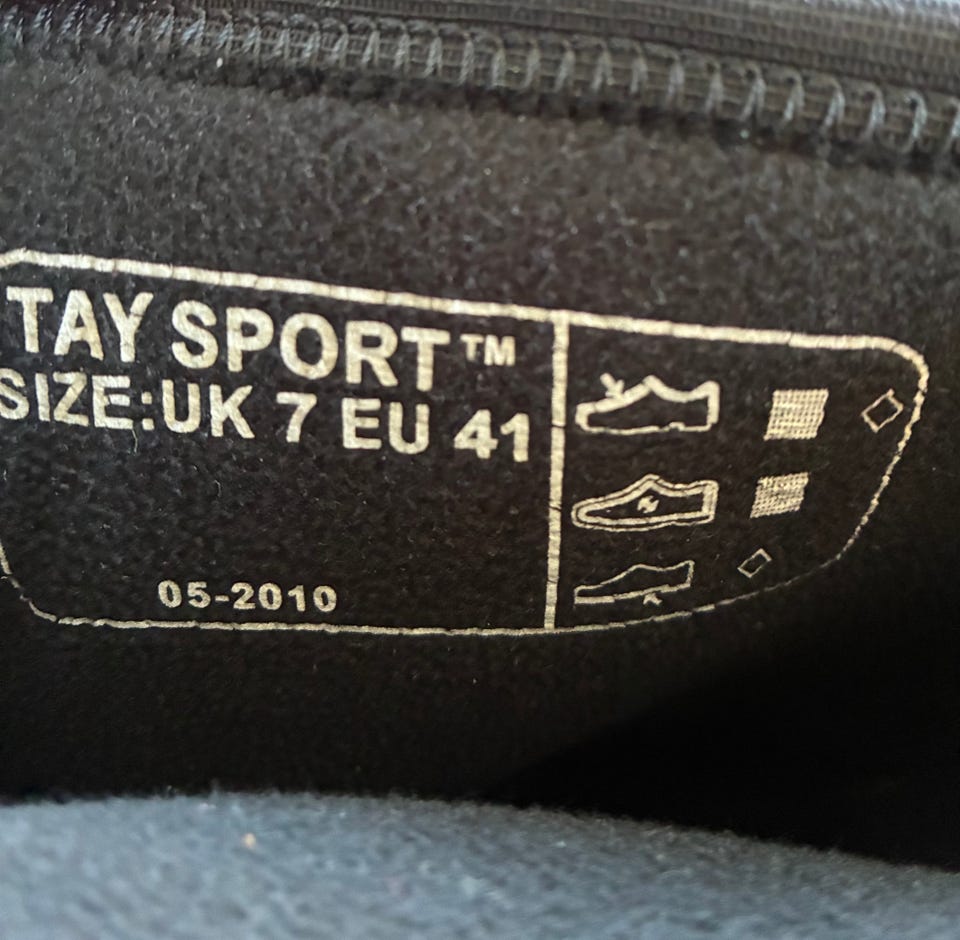 TAY SPORT™
SIZE:UK 7 EU 41
05-2010